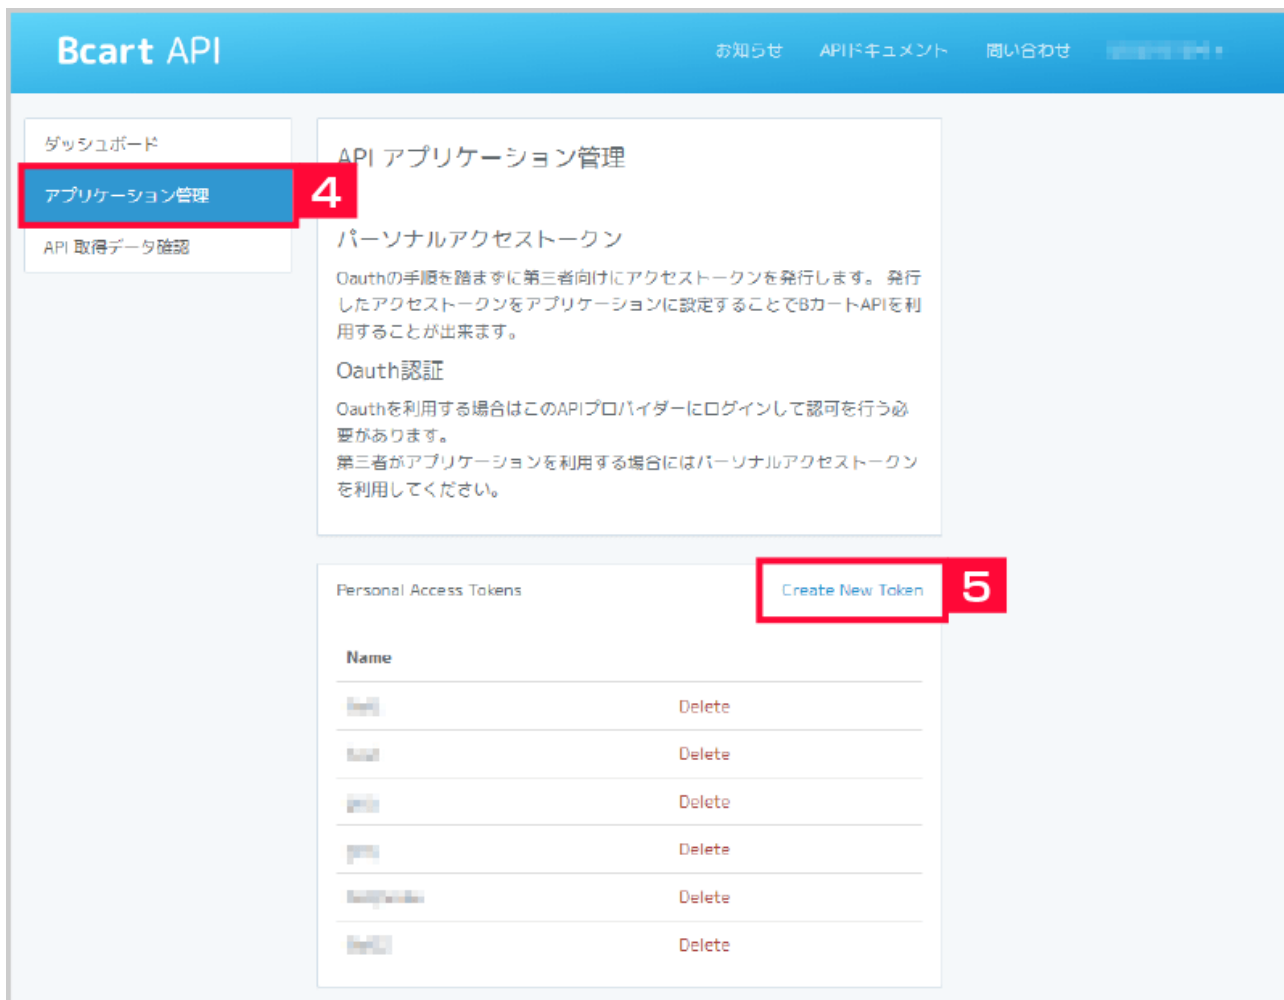 Bcart API
お知らせ APIドキュメント 問い合わせ
ダッシュボード
アプリケーション管理
4
API 取得データ確認
API アプリケーション管理
パーソナルアクセストークン
Oauthの手順を踏まずに第三者向けにアクセストークンを発行します。 発行
したアクセストークンをアプリケーションに設定することでBカートAPIを利
用することが出来ます。
Oauth認証
Oauthを利用する場合はこのAPIプロバイダーにログインして認可を行う必
要があります。
第三者がアプリケーションを利用する場合にはパーソナルアクセストークン
を利用してください。
Personal Access Tokens
Create New Token
5
Name
Delete
Delete
Delete
Delete
Delete
Delete